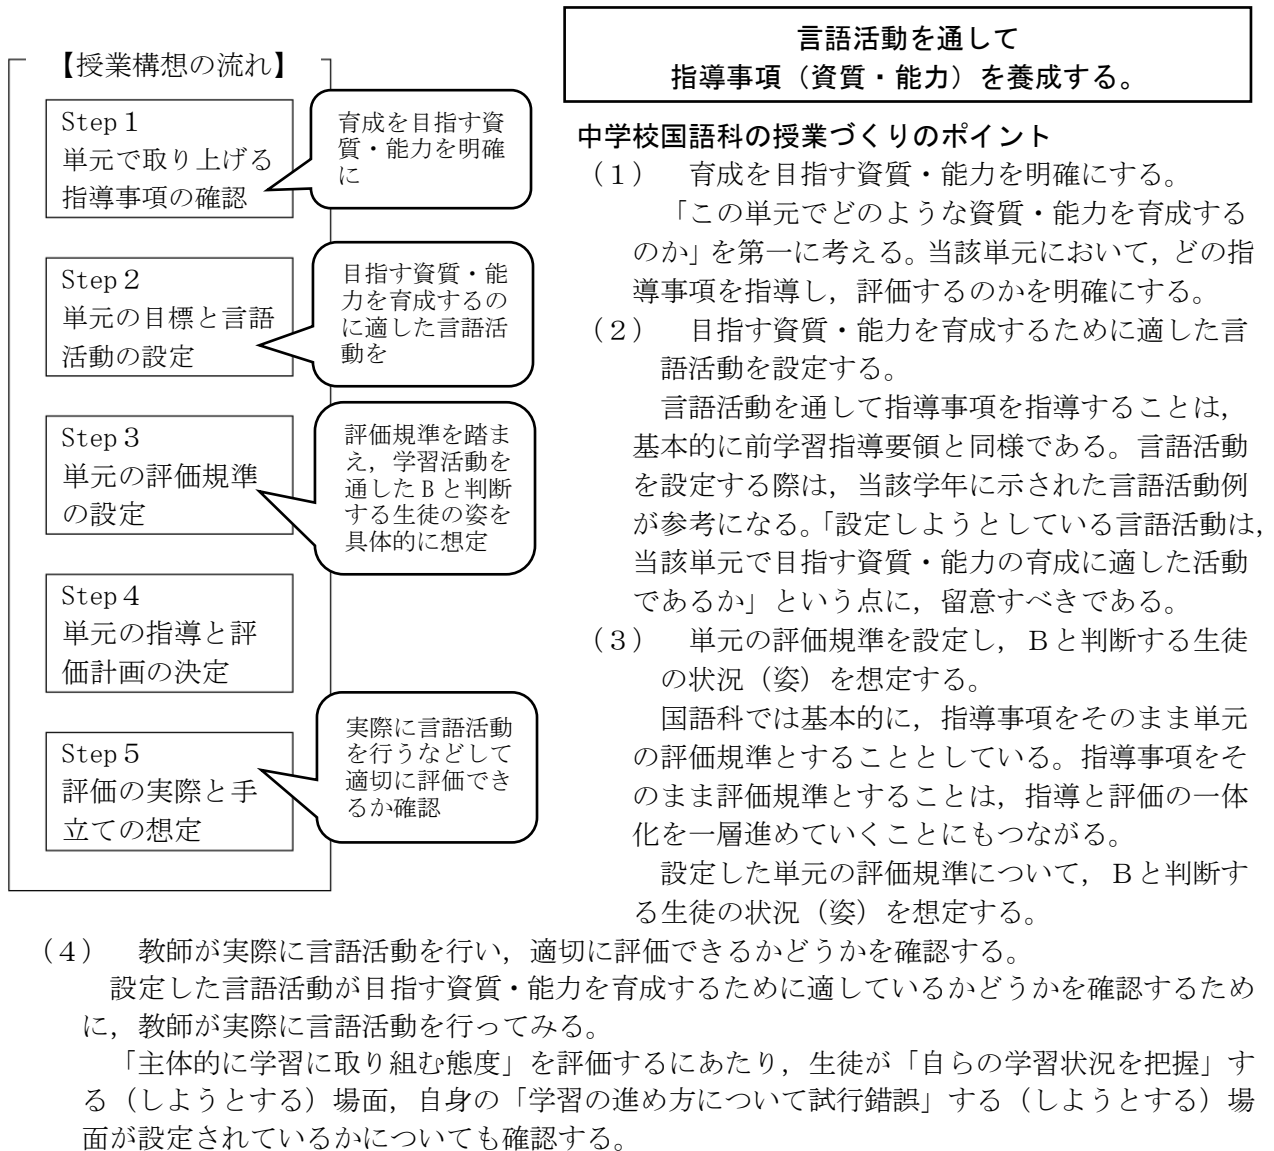 【授業構想の流れ】
Step１
単元で取り上げる
指導事項の確認
育成を目指す資
質・能力を明確
に
Step２
単元の目標と言語
活動の設定
目指す資質・能
力を育成するの
に適した言語活
動を
Step３
単元の評価規準
の設定
評価規準を踏ま
え，学習活動を
通したＢと判断
する生徒の姿を
具体的に想定
Step４
単元の指導と評
価計画の決定
Step５
評価の実際と手
立ての想定
実際に言語活動
を行うなどして
適切に評価でき
るか確認
言語活動を通して
指導事項（資質・能力）を養成する。
中学校国語科の授業づくりのポイント
（１）　育成を目指す資質・能力を明確にする。
「この単元でどのような資質・能力を育成する
のか」を第一に考える。当該単元において，どの指
導事項を指導し，評価するのかを明確にする。
（２）　目指す資質・能力を育成するために適した言
語活動を設定する。
言語活動を通して指導事項を指導することは，
基本的に前学習指導要領と同様である。言語活動
を設定する際は，当該学年に示された言語活動例
が参考になる。「設定しようとしている言語活動は，
当該単元で目指す資質・能力の育成に適した活動
であるか」という点に，留意すべきである。
（３）　単元の評価規準を設定し，Ｂと判断する生徒
の状況（姿）を想定する。
国語科では基本的に，指導事項をそのまま単元
の評価規準とすることとしている。指導事項をそ
のまま評価規準とすることは，指導と評価の一体
化を一層進めていくことにもつながる。
設定した単元の評価規準について，Ｂと判断す
る生徒の状況（姿）を想定する。
（４）　教師が実際に言語活動を行い，適切に評価できるかどうかを確認する。
設定した言語活動が目指す資質・能力を育成するために適しているかどうかを確認するため
に，教師が実際に言語活動を行ってみる。
「主体的に学習に取り組む態度」を評価するにあたり，生徒が「自らの学習状況を把握」す
る（しようとする）場面，自身の「学習の進め方について試行錯誤」する（しようとする）場
面が設定されているかについても確認する。